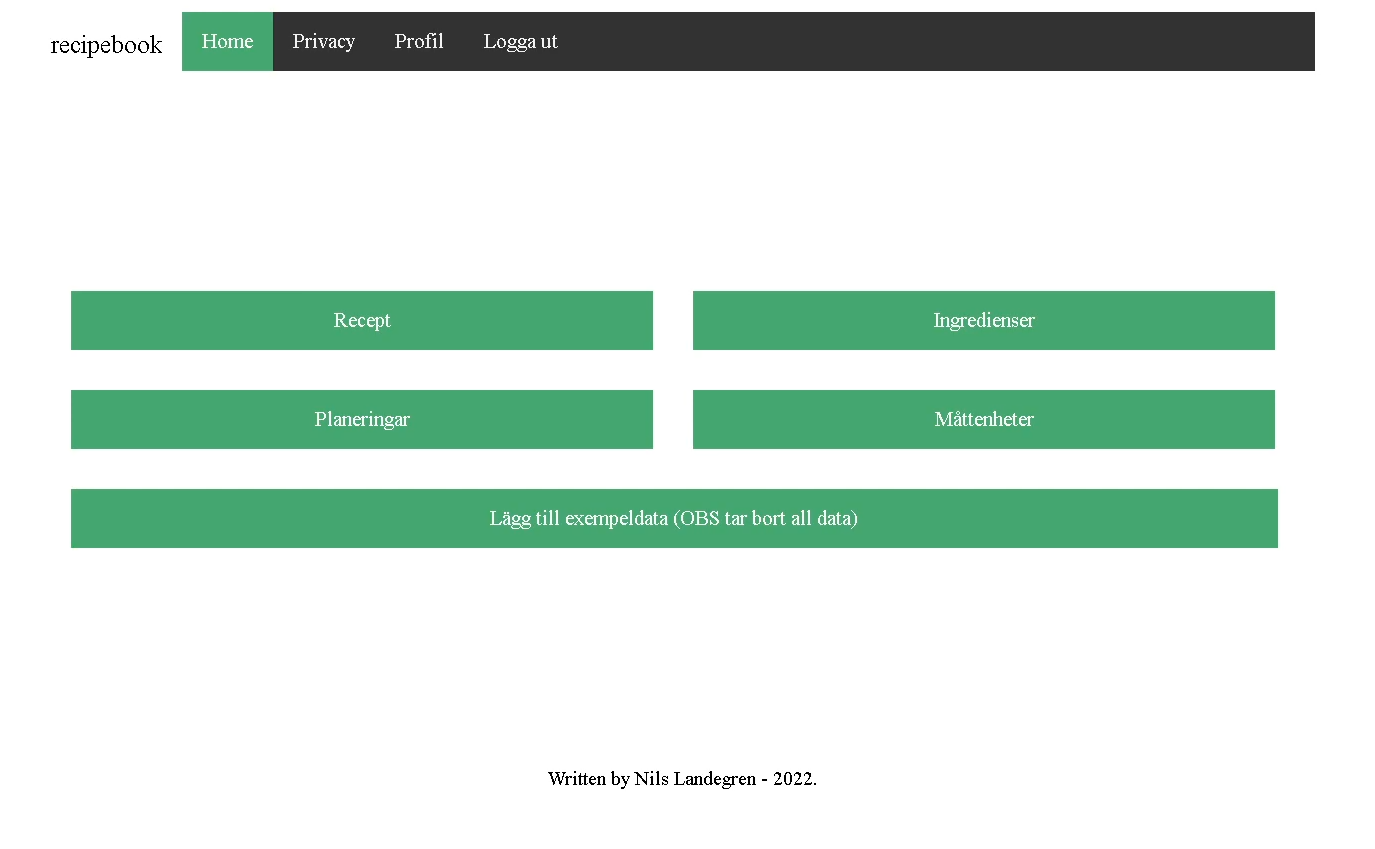 recipebook Home Privacy Profil Logga ut
Recept Ingredienser
Planeringar Måttenheter
Lägg till exempeldata (OBS tar bort all data)
Written by Nils Landegren - 2022.